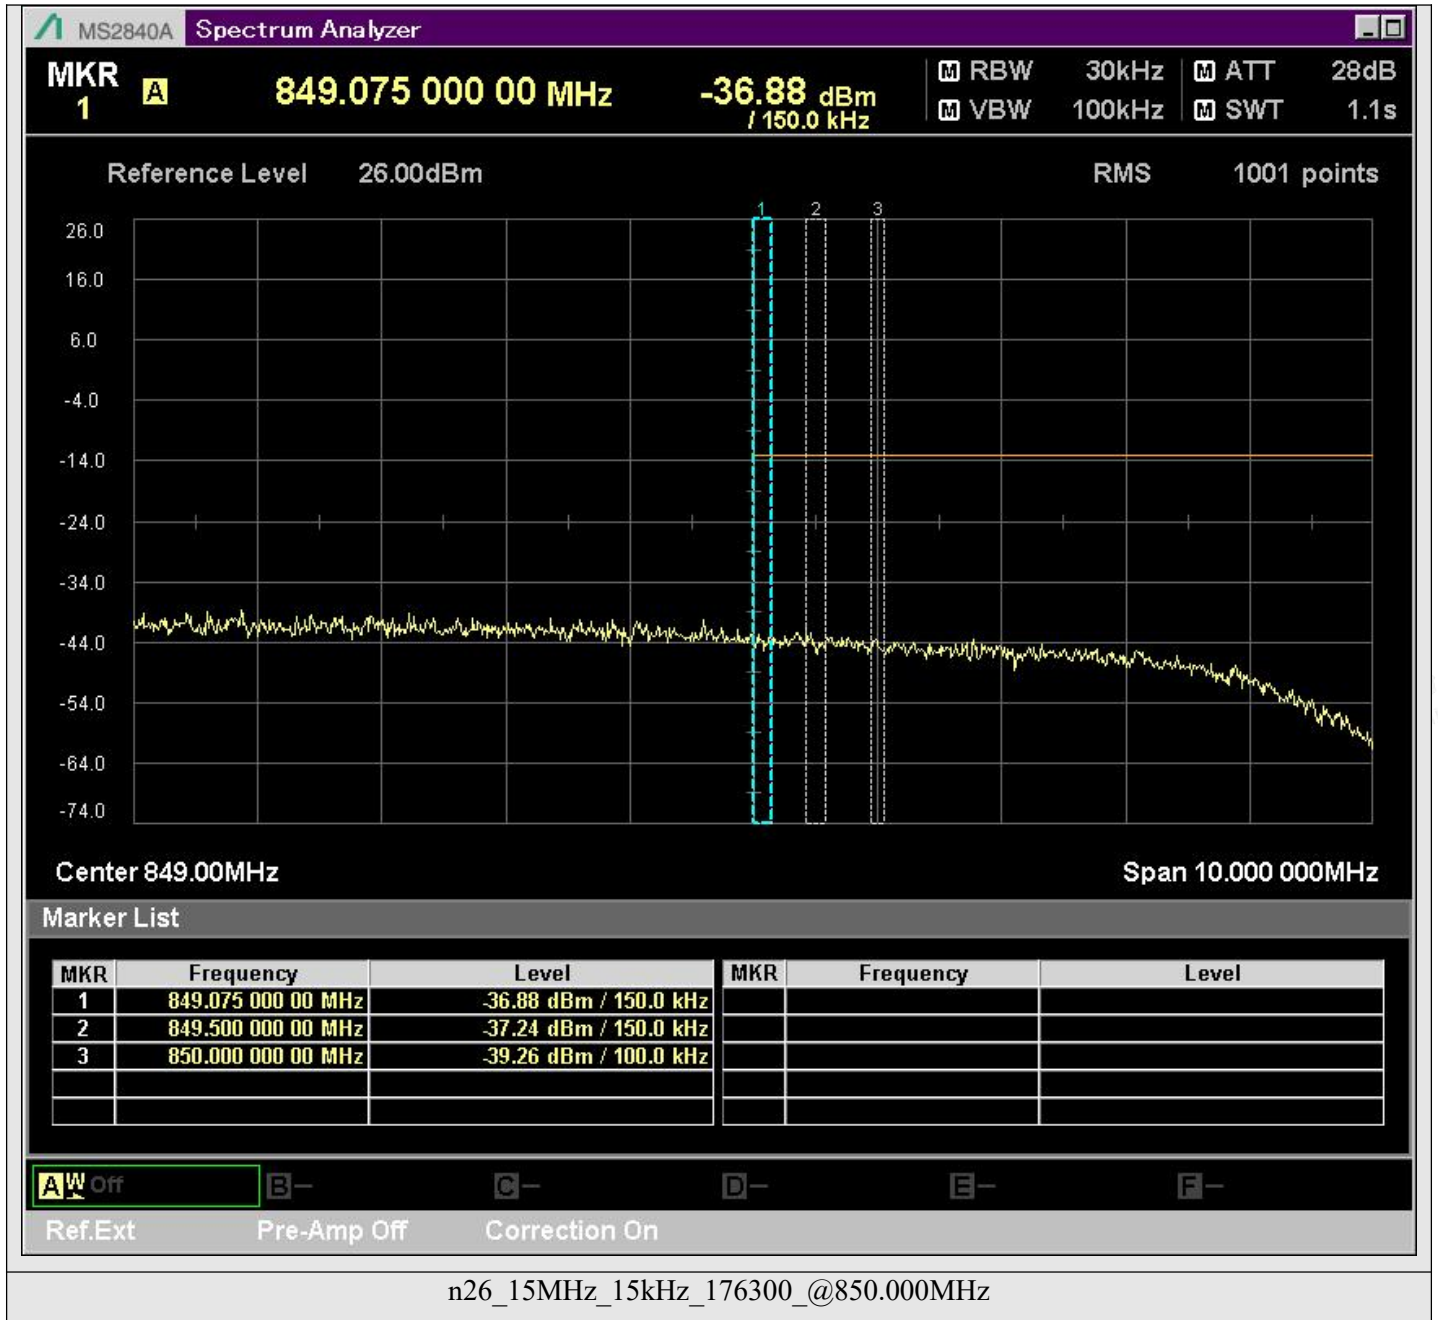 MS2840A Spectrum Analyzer
MKR 1 A 849.075 000 00 MHz -36.88 dBm / 150.0 kHz
M RBW 30kHz M ATT 28dB
M VBW 100kHz M SWT 1.1s
Reference Level 26.00dBm RMS 1001 points
1 2 3
26.0
16.0
6.0
-4.0
-14.0
-24.0
-34.0
-44.0
-54.0
-64.0
-74.0
Center 849.00MHz Span 10.000 000MHz
Marker List
MKR Frequency Level MKR Frequency Level
1 849.075 000 00 MHz -36.88 dBm / 150.0 kHz
2 849.500 000 00 MHz -37.24 dBm / 150.0 kHz
3 850.000 000 00 MHz -39.26 dBm / 100.0 kHz
A W Off B – C – D – E – F –
Ref.Ext Pre-Amp Off Correction On
n26_15MHz_15kHz_176300_@850.000MHz